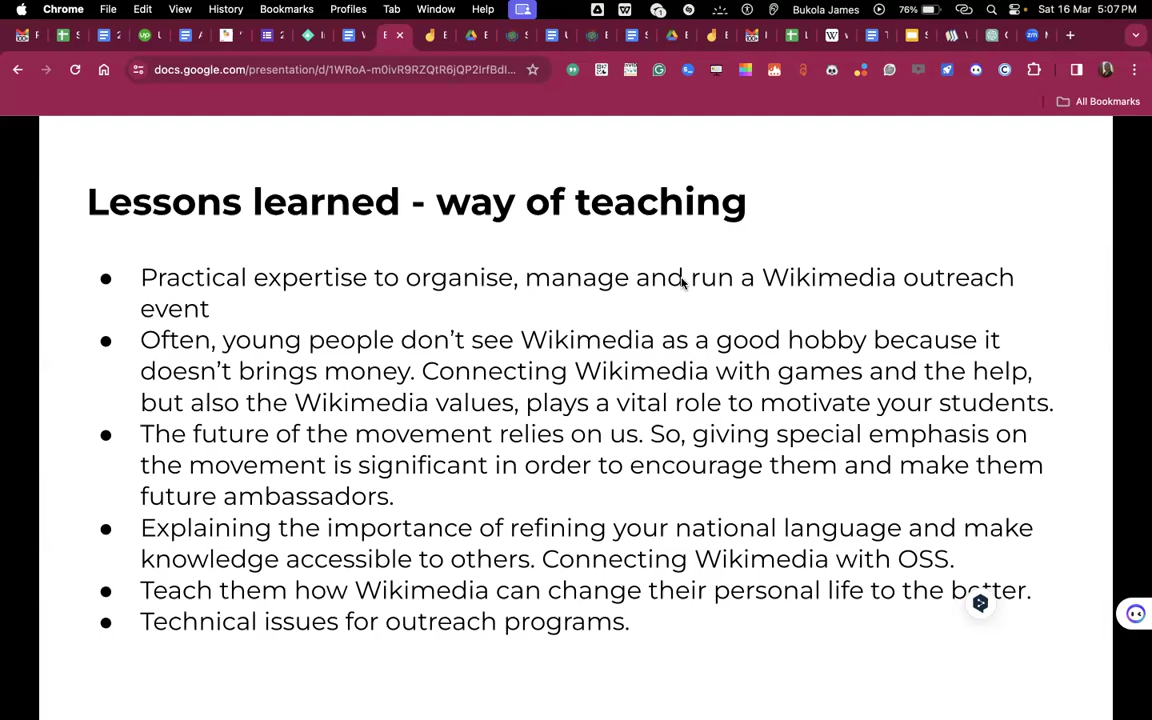 Chrome File Edit View History Bookmarks Profiles Tab Window Help Bukola James 76% Sat 16 Mar 5:07 PM
docs.google.com/presentation/d/1WRoA-m0ivR9RZQtR6jQP2IrfBdI...
All Bookmarks
Lessons learned - way of teaching
● Practical expertise to organise, manage and run a Wikimedia outreach
event
● Often, young people don’t see Wikimedia as a good hobby because it
doesn’t brings money. Connecting Wikimedia with games and the help,
but also the Wikimedia values, plays a vital role to motivate your students.
● The future of the movement relies on us. So, giving special emphasis on
the movement is significant in order to encourage them and make them
future ambassadors.
● Explaining the importance of refining your national language and make
knowledge accessible to others. Connecting Wikimedia with OSS.
● Teach them how Wikimedia can change their personal life to the better.
● Technical issues for outreach programs.